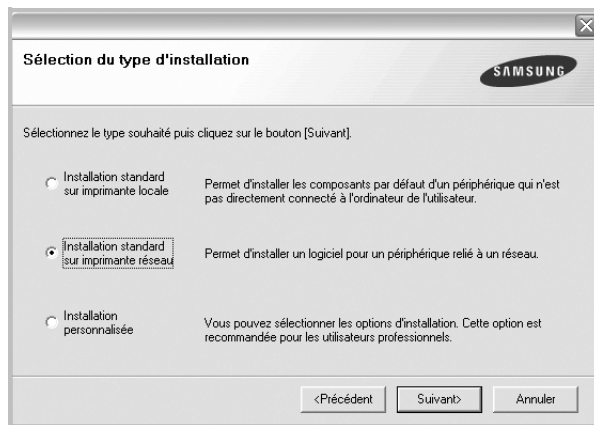 Sélection du type d'installation
SAMSUNG
Sélectionnez le type souhaité puis cliquez sur le bouton [Suivant].
Installation standard
sur imprimante locale
Permet d'installer les composants par défaut d'un périphérique qui n'est
pas directement connecté à l'ordinateur de l'utilisateur.
Installation standard
sur imprimante réseau
Permet d'installer un logiciel pour un périphérique relié à un réseau.
Installation
personnalisée
Vous pouvez sélectionner les options d'installation. Cette option est
recommandée pour les utilisateurs professionnels.
<Précédent
Suivant>
Annuler